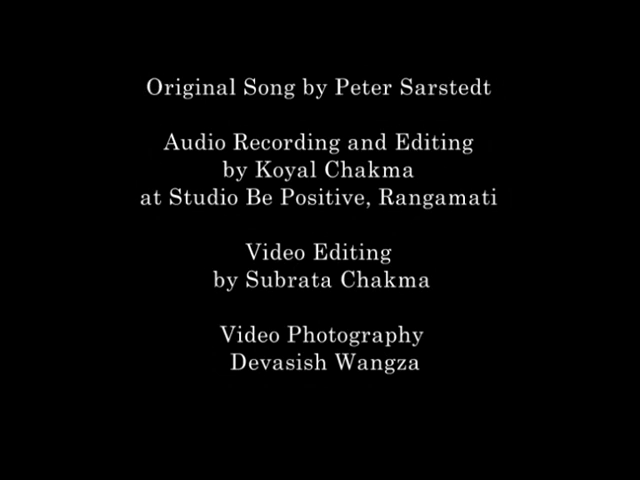 Original Song by Peter Sarstedt
Audio Recording and Editing
by Koyal Chakma
at Studio Be Positive, Rangamati
Video Editing
by Subrata Chakma
Video Photography
Devasish Wangza